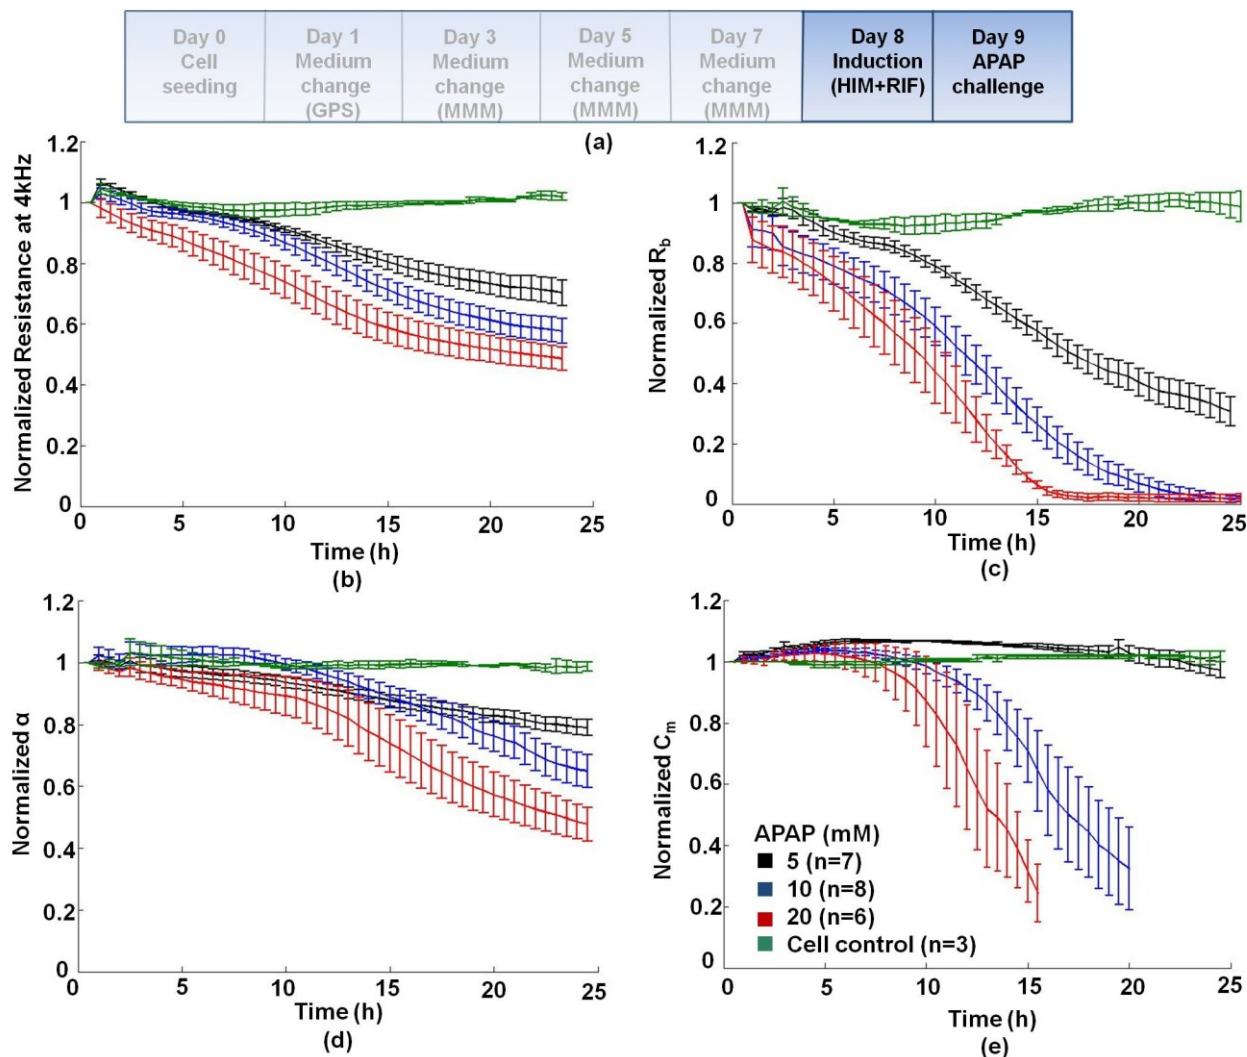 Day 0
Cell
seeding
Day 1
Medium
change
(GPS)
Day 3
Medium
change
(MMM)
Day 5
Medium
change
(MMM)
Day 7
Medium
change
(MMM)
Day 8
Induction
(HIM+RIF)
Day 9
APAP
challenge
(a)
Normalized Resistance at 4kHz
1.2
1
0.8
0.6
0.4
0.2
0
0
5
10
15
20
25
Time (h)
(b)
Normalized R_b
1.2
1
0.8
0.6
0.4
0.2
0
0
5
10
15
20
25
Time (h)
(c)
Normalized α
1.2
1
0.8
0.6
0.4
0.2
0
0
5
10
15
20
25
Time (h)
(d)
Normalized C_m
1.2
1
0.8
0.6
0.4
0.2
0
APAP (mM)
5 (n=7)
10 (n=8)
20 (n=6)
Cell control (n=3)
0
5
10
15
20
25
Time (h)
(e)